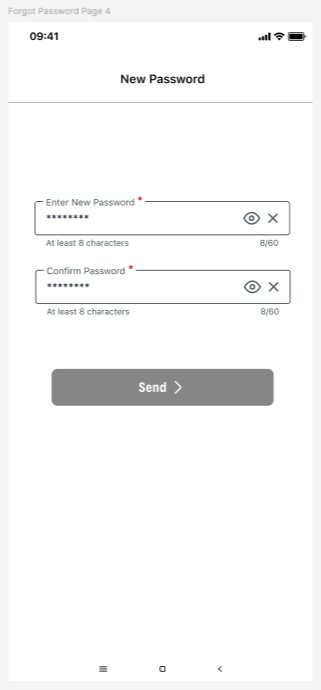 Forgot Password Page 4
09:41
New Password
Enter New Password *
********
At least 8 characters 8/60
Confirm Password *
********
At least 8 characters 8/60
Send